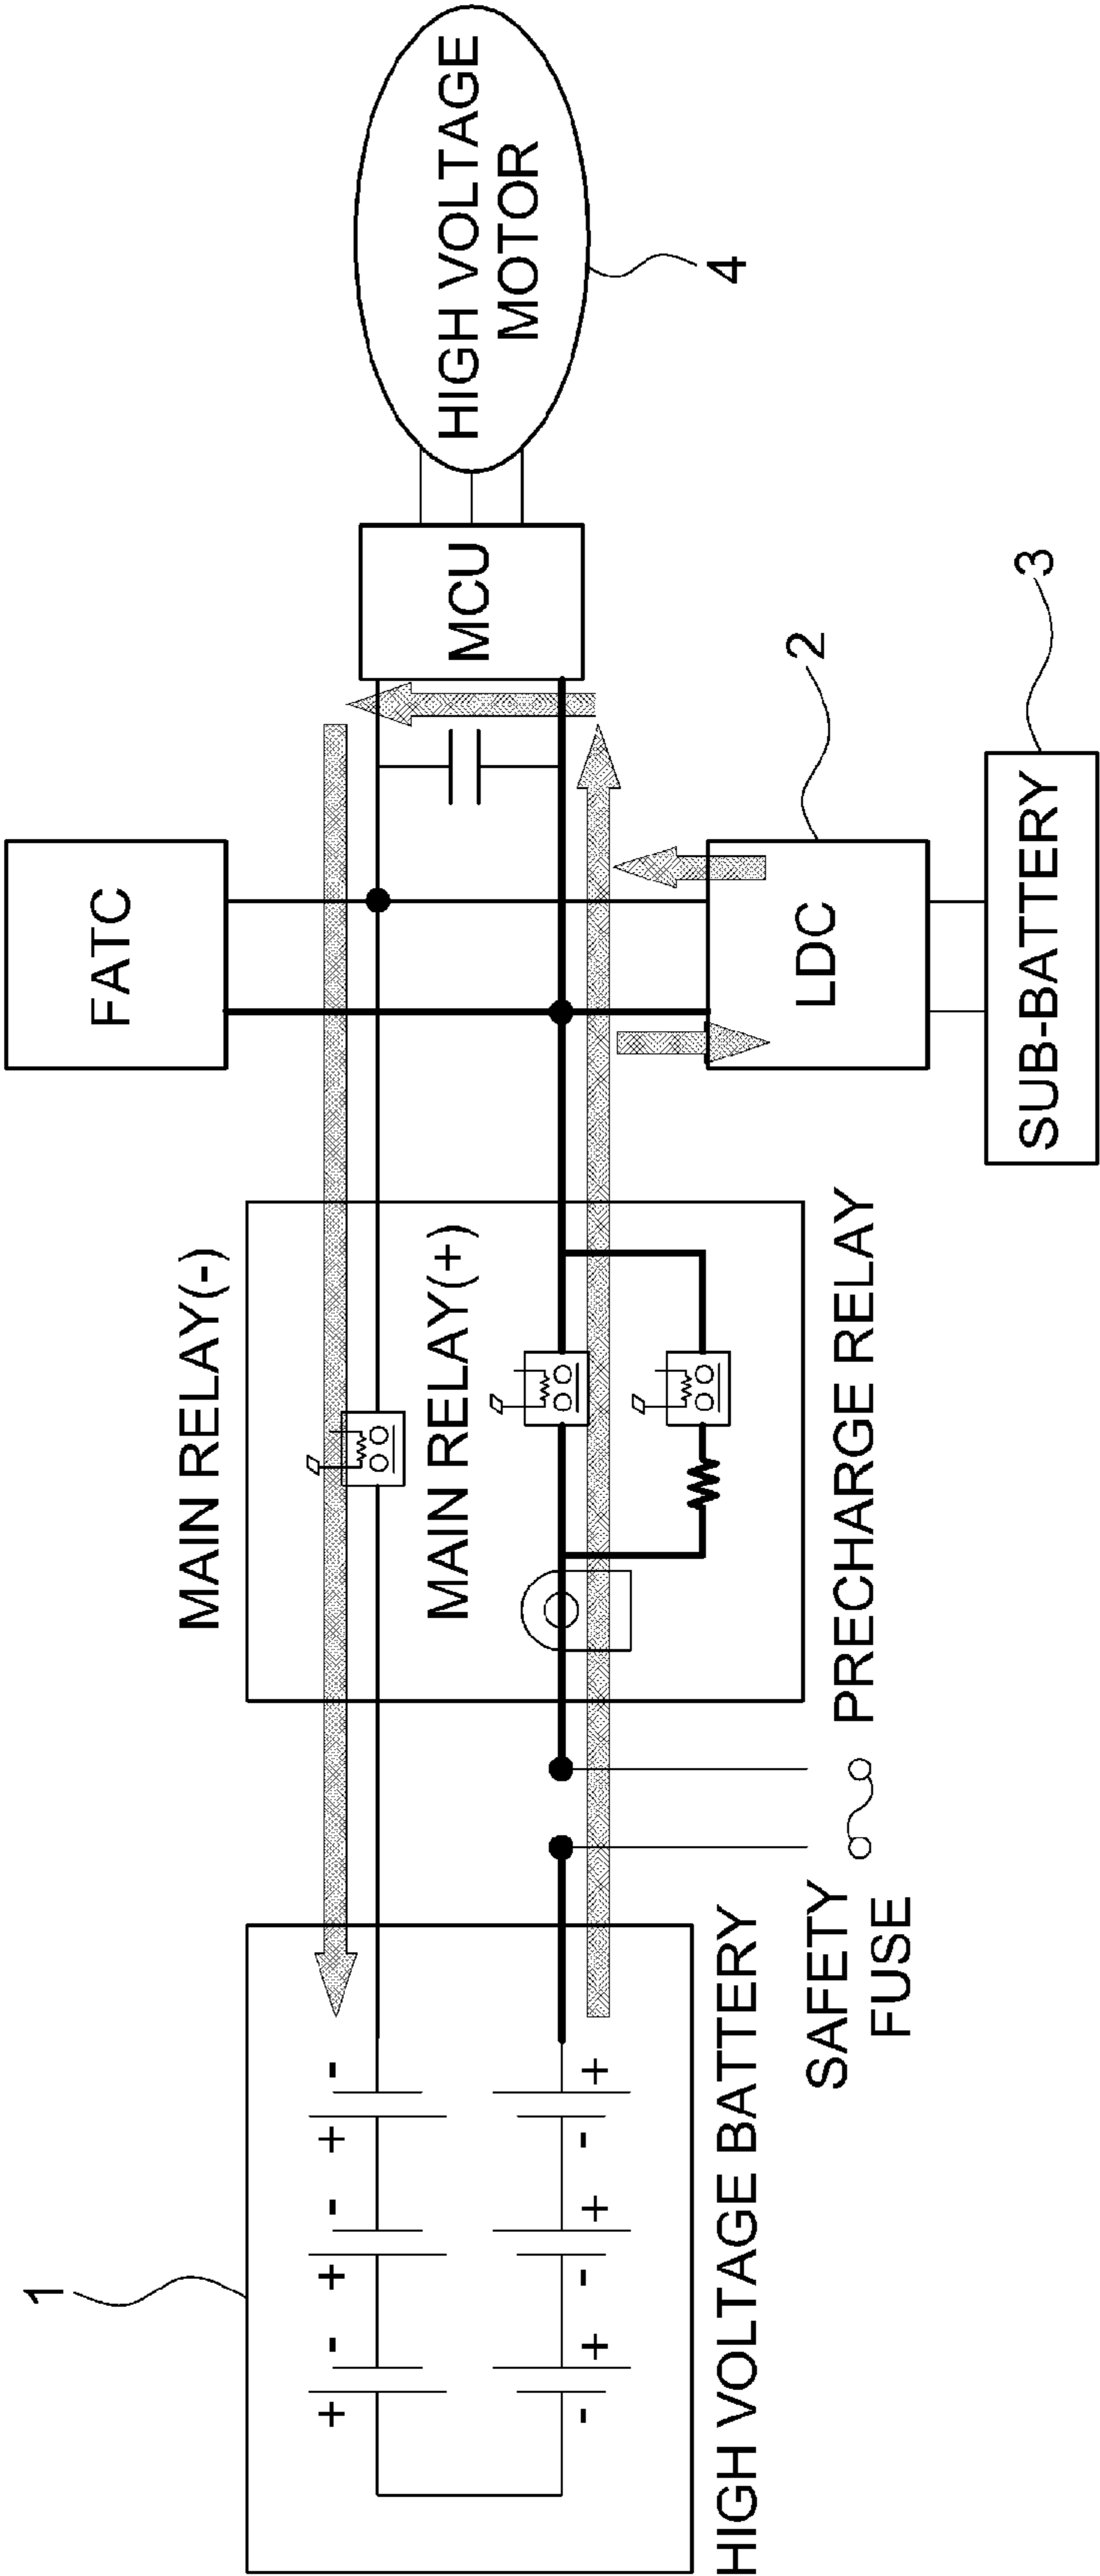 1
+ - + - + -
- + - + - +
HIGH VOLTAGE BATTERY
SAFETY
FUSE
MAIN RELAY(-)
MAIN RELAY(+)
PRECHARGE RELAY
FATC
LDC
2
SUB-BATTERY
3
MCU
HIGH VOLTAGE
MOTOR
4